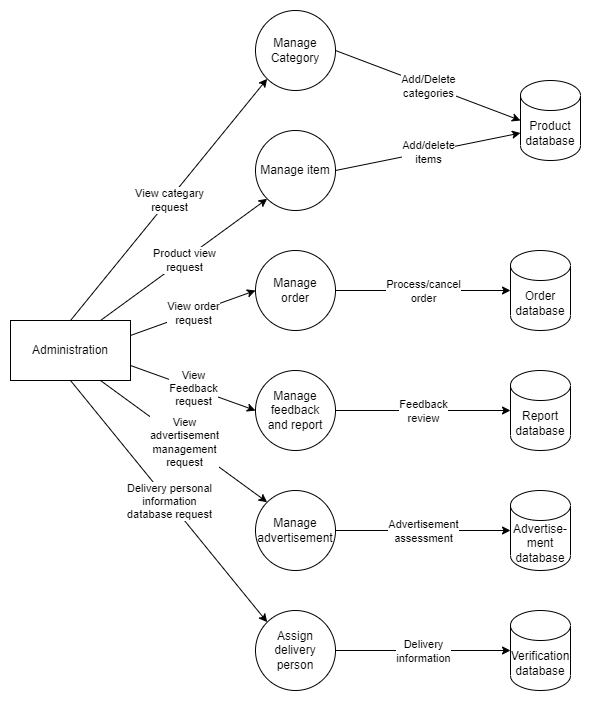 Manage
Category
Add/Delete
categories
Product
database
Manage item
Add/delete
items
View categary
request
Product view
request
Manage
order
Process/cancel
order
Order
database
View order
request
Administration
View
Feedback
request
Manage
feedback
and report
Feedback
review
Report
database
View
advertisement
management
request
Delivery personal
information
database request
Manage
advertisement
Advertisement
assessment
Advertise-
ment
database
Assign
delivery
person
Delivery
information
Verification
database